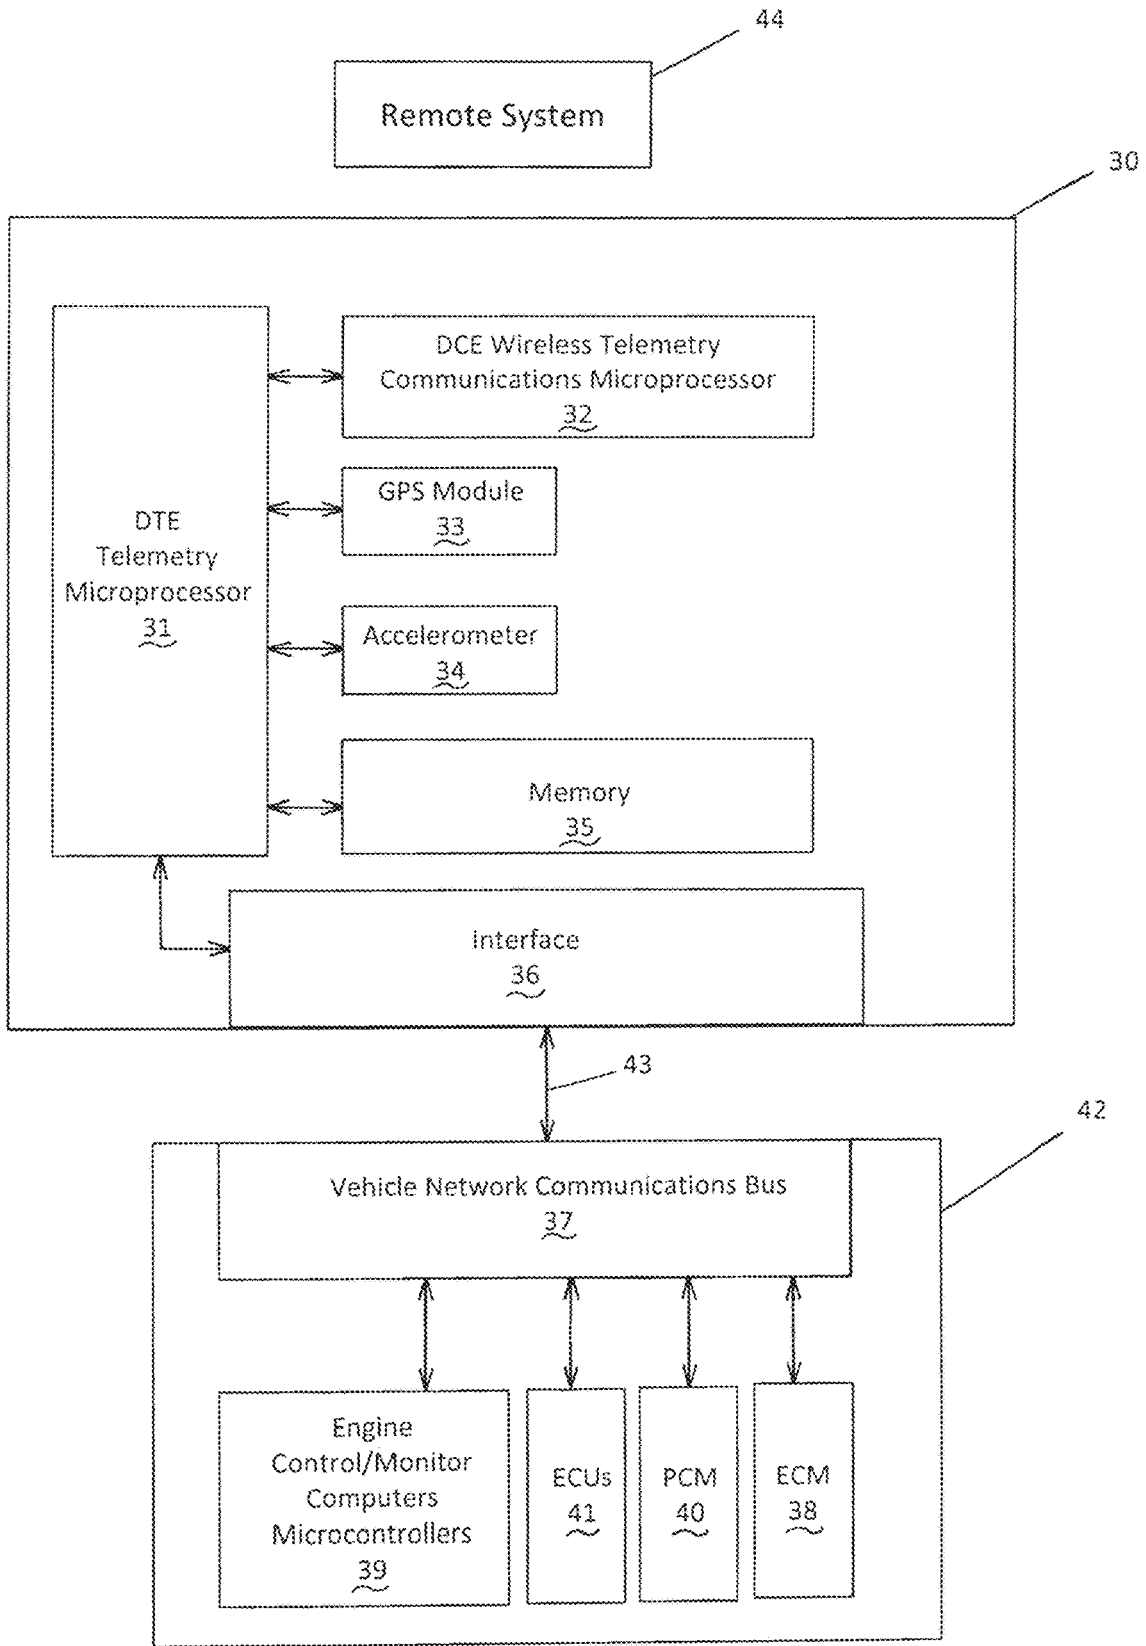 44
Remote System
30
DCE Wireless Telemetry
Communications Microprocessor
32
GPS Module
33
DTE
Telemetry
Microprocessor
31
Accelerometer
34
Memory
35
Interface
36
43
42
Vehicle Network Communications Bus
37
Engine
Control/Monitor
Computers
Microcontrollers
39
ECUs
41
PCM
40
ECM
38